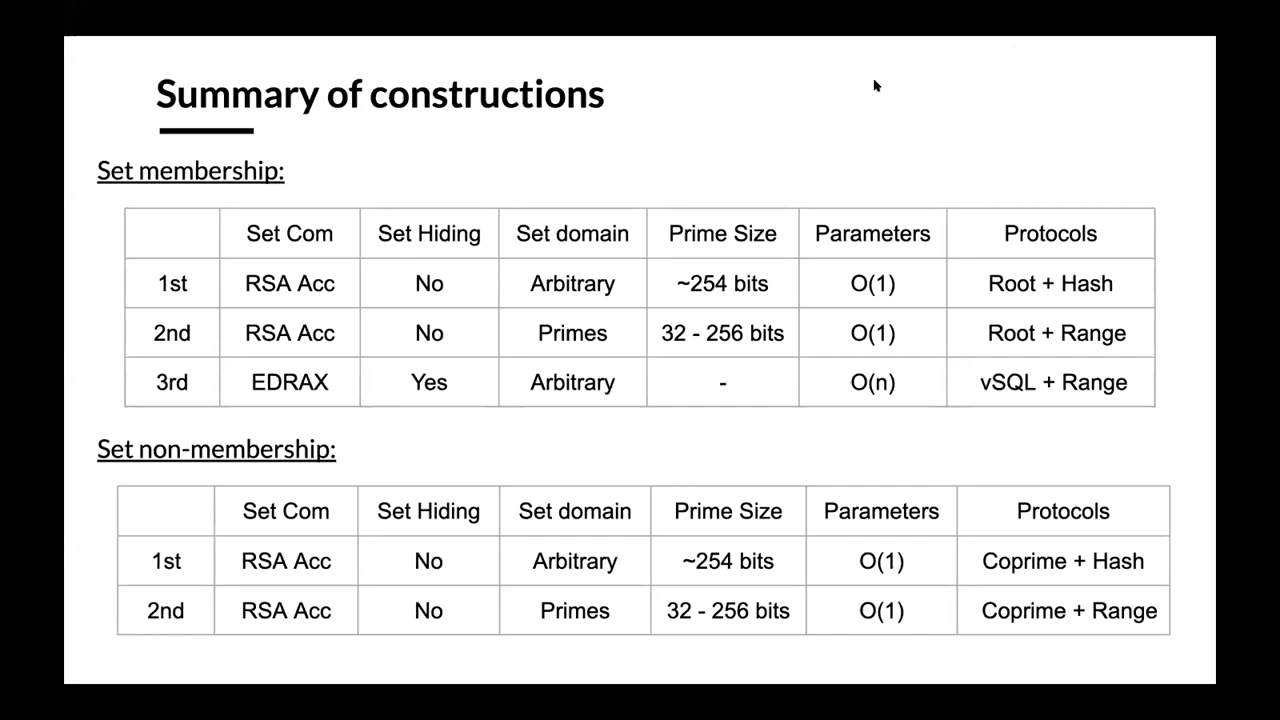 Summary of constructions
Set membership:
Set Com Set Hiding Set domain Prime Size Parameters Protocols
1st RSA Acc No Arbitrary ~254 bits O(1) Root + Hash
2nd RSA Acc No Primes 32 - 256 bits O(1) Root + Range
3rd EDRAX Yes Arbitrary - O(n) vSQL + Range
Set non-membership:
Set Com Set Hiding Set domain Prime Size Parameters Protocols
1st RSA Acc No Arbitrary ~254 bits O(1) Coprime + Hash
2nd RSA Acc No Primes 32 - 256 bits O(1) Coprime + Range